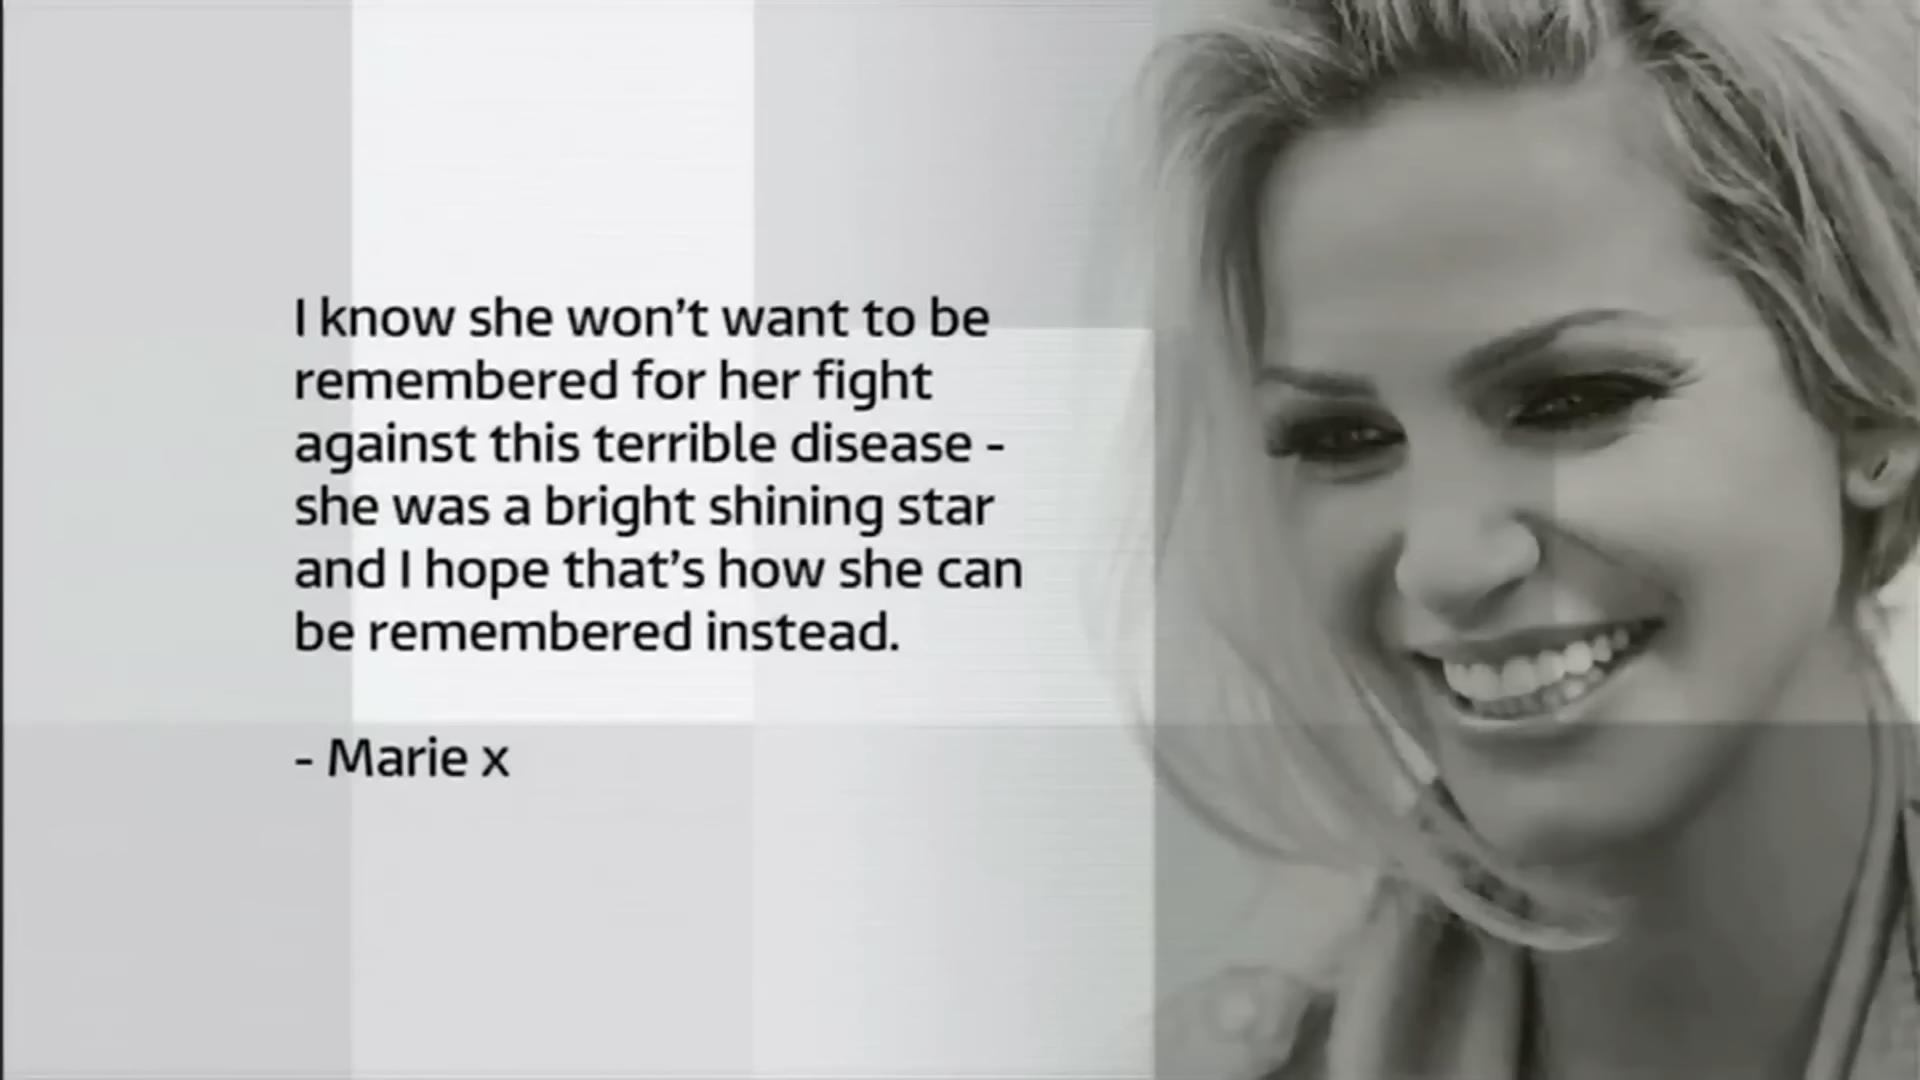 I know she won't want to be
remembered for her fight
against this terrible disease -
she was a bright shining star
and I hope that's how she can
be remembered instead.
- Marie x